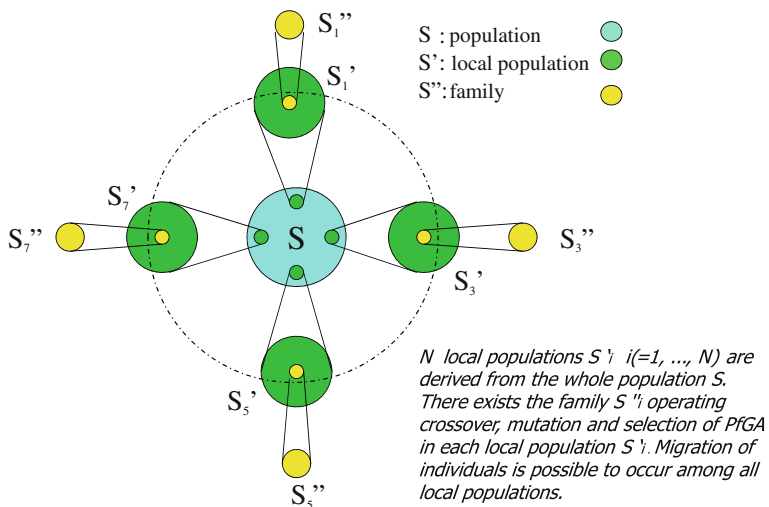 S₁”
S : population
S’: local population
S”: family
S₁’
S₇’
S₇”
S
S₃”
S₃’
S₅’
S₅”
N local populations S ‘i i(=1, ..., N) are
derived from the whole population S.
There exists the family S "i operating
crossover, mutation and selection of PfGA
in each local population S ‘i. Migration of
individuals is possible to occur among all
local populations.